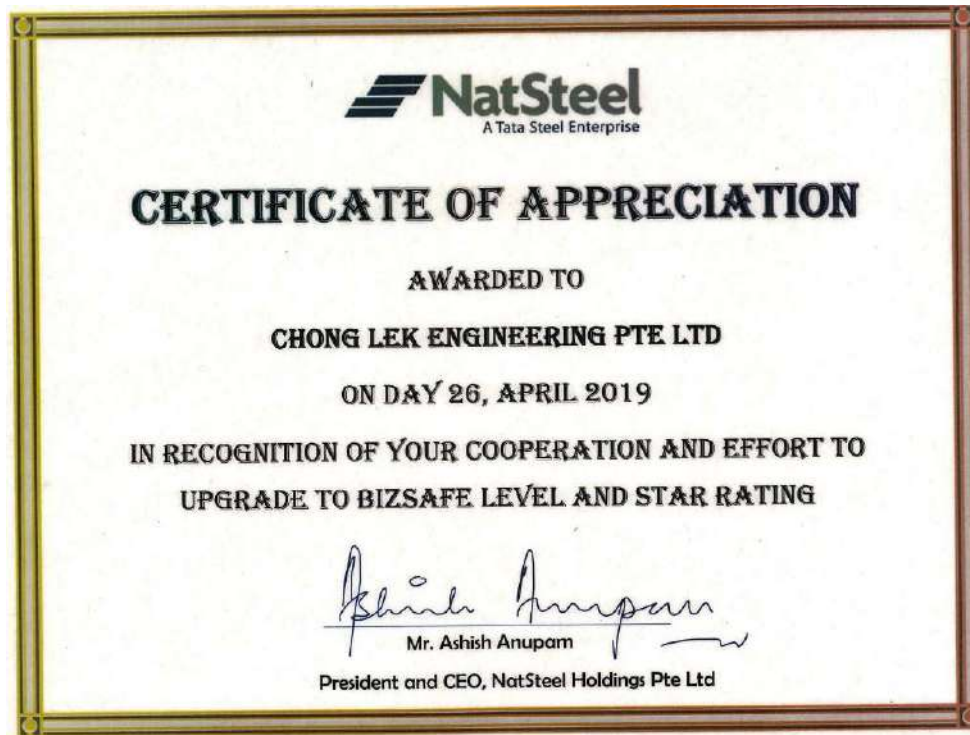 NatSteel
A Tata Steel Enterprise
CERTIFICATE OF APPRECIATION
AWARDED TO
CHONG LEK ENGINEERING PTE LTD
ON DAY 26, APRIL 2019
IN RECOGNITION OF YOUR COOPERATION AND EFFORT TO
UPGRADE TO BIZSAFE LEVEL AND STAR RATING
Ashish Anupam
Mr. Ashish Anupam
President and CEO, NatSteel Holdings Pte Ltd